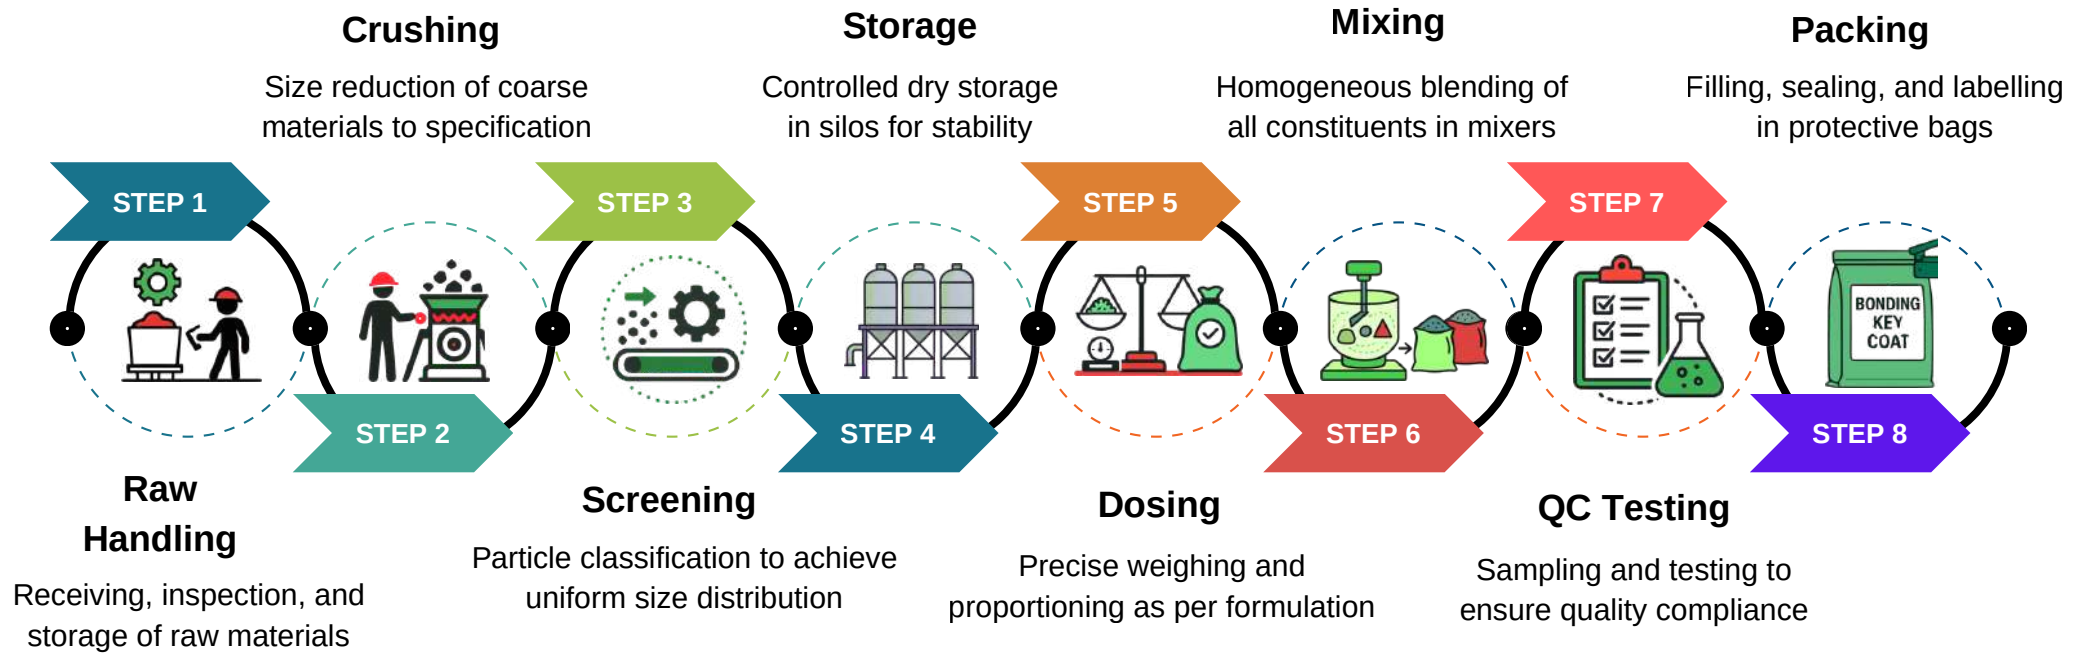 STEP 1
Raw
Handling
Receiving, inspection, and
storage of raw materials
Crushing
Size reduction of coarse
materials to specification
STEP 2
STEP 3
Screening
Particle classification to achieve
uniform size distribution
Storage
Controlled dry storage
in silos for stability
STEP 4
STEP 5
Dosing
Precise weighing and
proportioning as per formulation
Mixing
Homogeneous blending of
all constituents in mixers
STEP 6
STEP 7
QC Testing
Sampling and testing to
ensure quality compliance
Packing
Filling, sealing, and labelling
in protective bags
BONDING
KEY
COAT
STEP 8